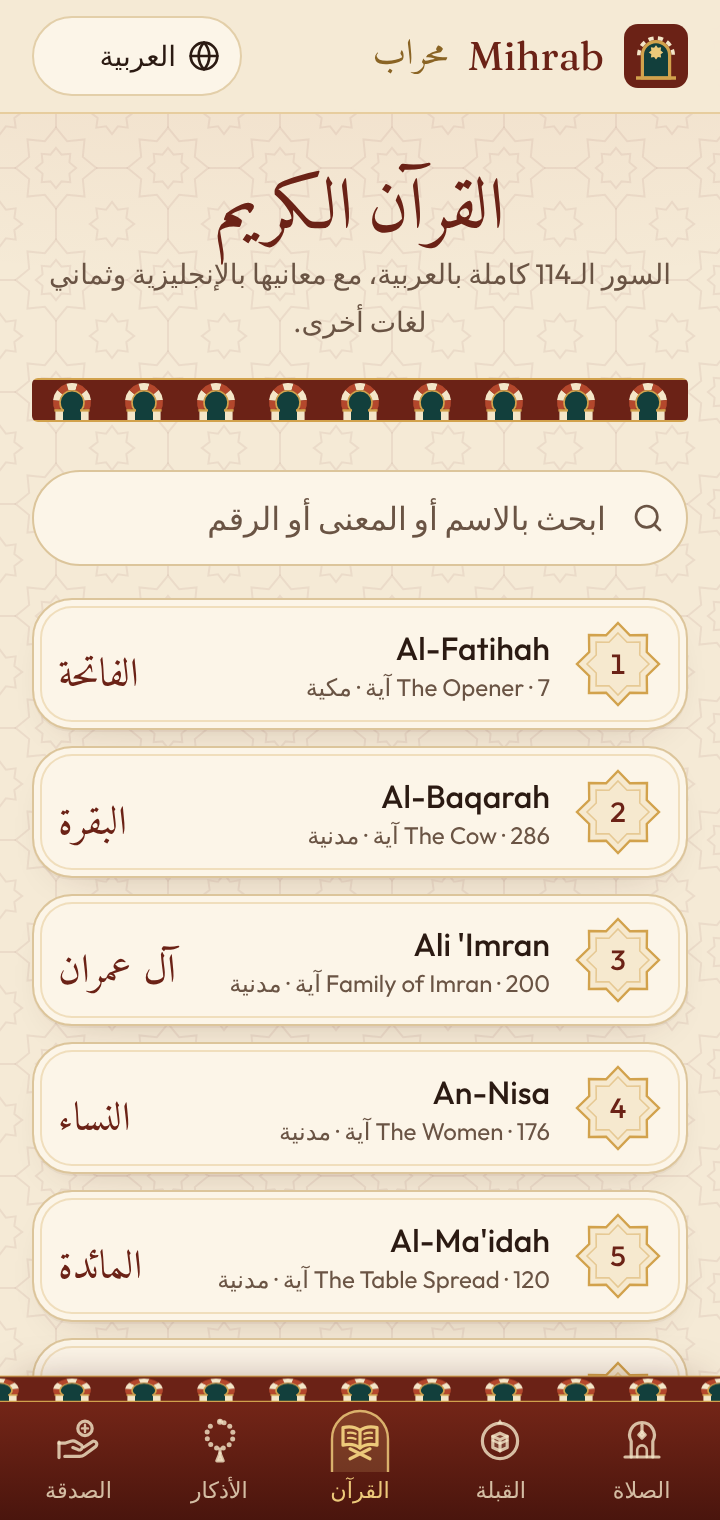 Mihrab محراب
العربية
القرآن الكريم
السور الـ114 كاملة بالعربية، مع معانيها بالإنجليزية وثماني
لغات أخرى.
ابحث بالاسم أو المعنى أو الرقم
1
Al-Fatihah
The Opener · 7 آية · مكية
الفاتحة
2
Al-Baqarah
The Cow · 286 آية · مدنية
البقرة
3
Ali 'Imran
Family of Imran · 200 آية · مدنية
آل عمران
4
An-Nisa
The Women · 176 آية · مدنية
النساء
5
Al-Ma'idah
The Table Spread · 120 آية · مدنية
المائدة
الصلاة
القبلة
القرآن
الأذكار
الصدقة